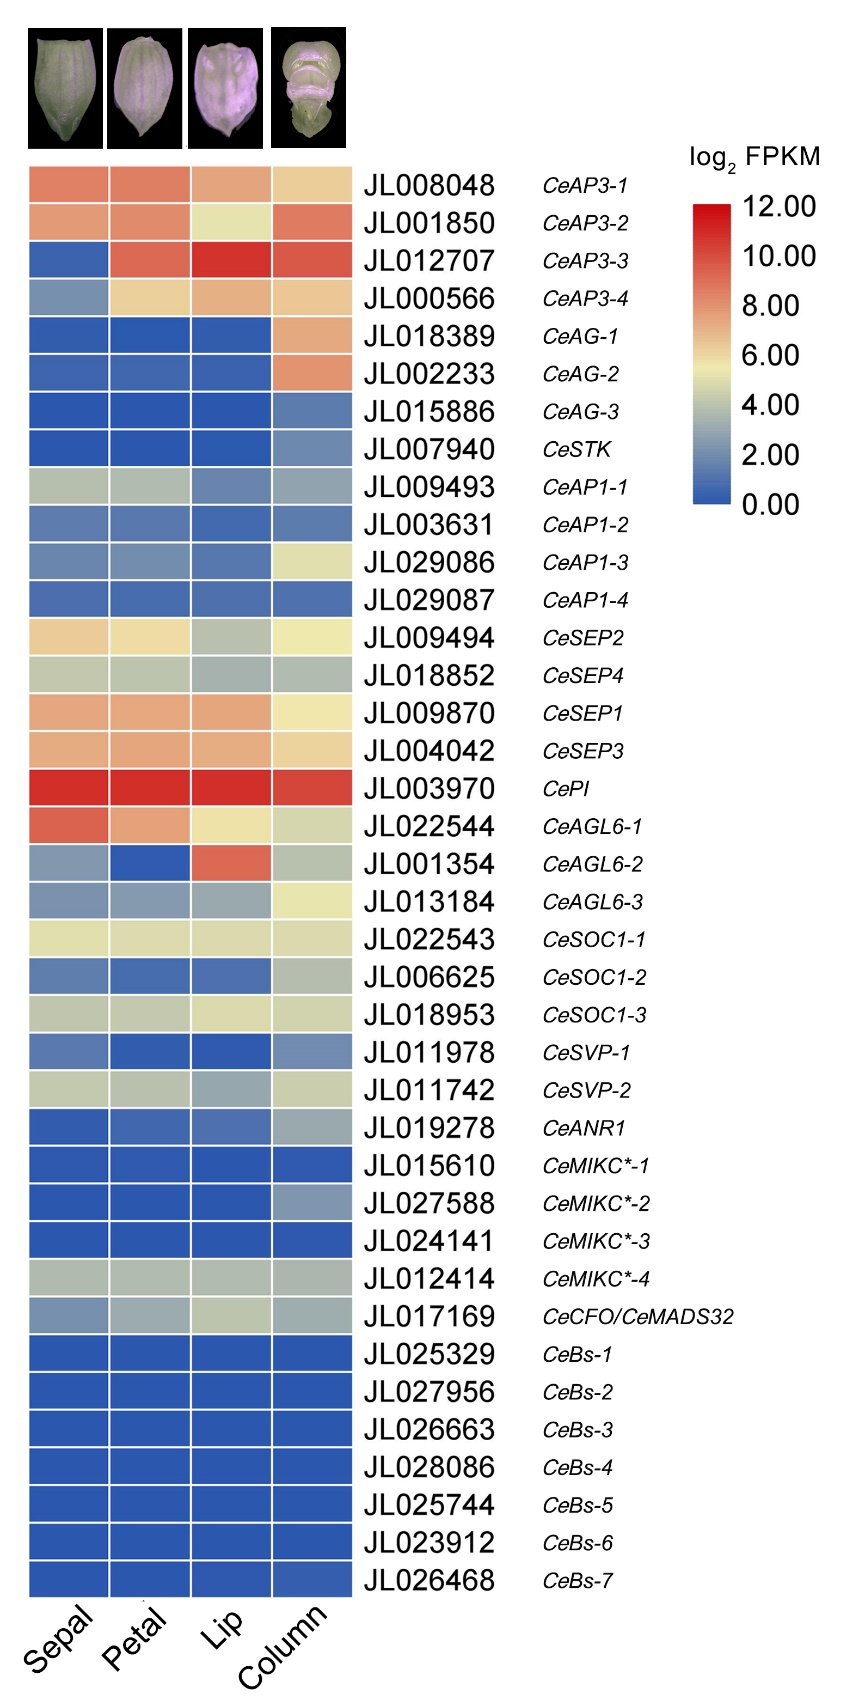 log2 FPKM
12.00
10.00
8.00
6.00
4.00
2.00
0.00
JL008048 CeAP3-1
JL001850 CeAP3-2
JL012707 CeAP3-3
JL000566 CeAP3-4
JL018389 CeAG-1
JL002233 CeAG-2
JL015886 CeAG-3
JL007940 CeSTK
JL009493 CeAP1-1
JL003631 CeAP1-2
JL029086 CeAP1-3
JL029087 CeAP1-4
JL009494 CeSEP2
JL018852 CeSEP4
JL009870 CeSEP1
JL004042 CeSEP3
JL003970 CePI
JL022544 CeAGL6-1
JL001354 CeAGL6-2
JL013184 CeAGL6-3
JL022543 CeSOC1-1
JL006625 CeSOC1-2
JL018953 CeSOC1-3
JL011978 CeSVP-1
JL011742 CeSVP-2
JL019278 CeANR1
JL015610 CeMIKC*-1
JL027588 CeMIKC*-2
JL024141 CeMIKC*-3
JL012414 CeMIKC*-4
JL017169 CeCFO/CeMADS32
JL025329 CeBs-1
JL027956 CeBs-2
JL026663 CeBs-3
JL028086 CeBs-4
JL025744 CeBs-5
JL023912 CeBs-6
JL026468 CeBs-7
Sepal Petal Lip Column